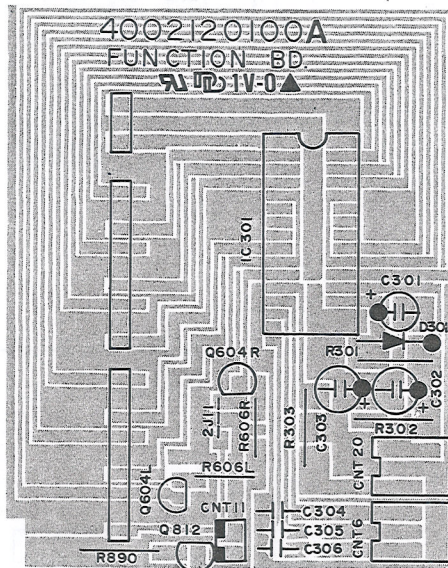 4002120100A
FUNCTION BD
1V-0
IC301
C301
D301
R301
Q604R
2J11
R606R
R303
C303
C302
R302
R606L
Q604L
CNT11
CNT20
C304
C305
C306
CNT6
Q812
R890